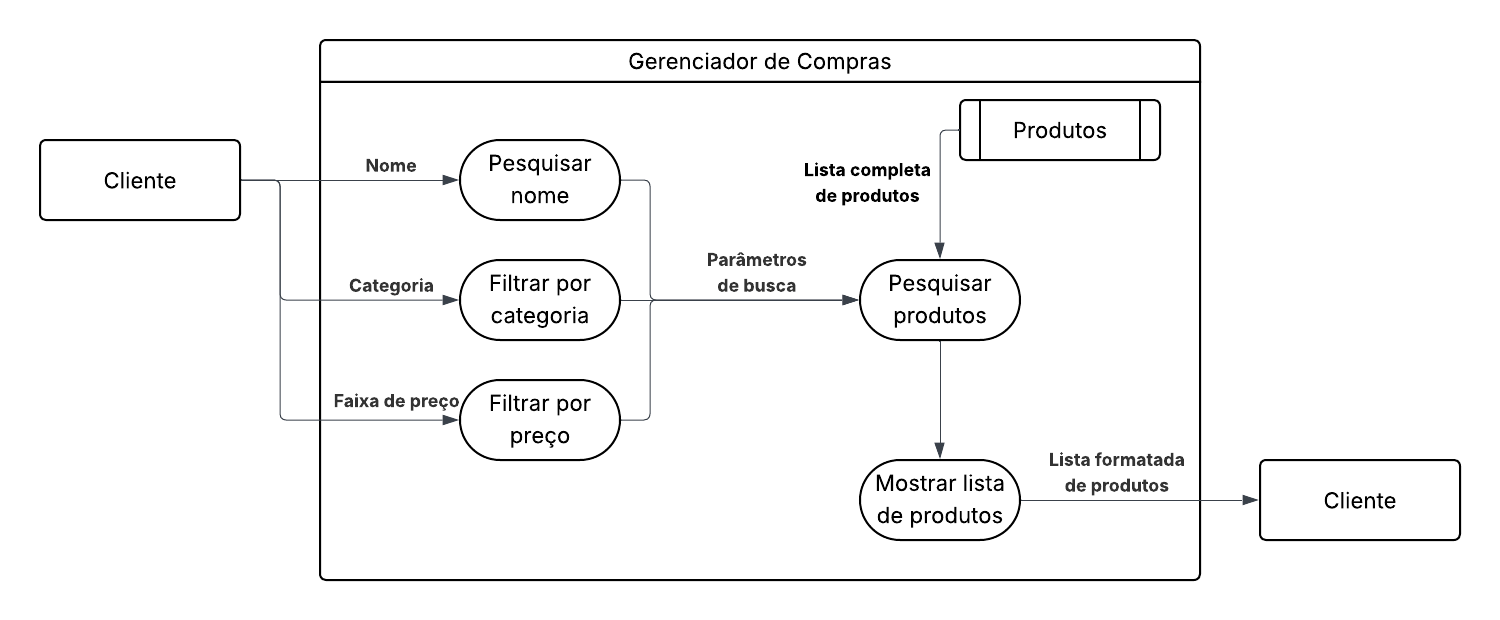 Gerenciador de Compras
Produtos
Cliente
Nome
Pesquisar
nome
Lista completa
de produtos
Categoria
Filtrar por
categoria
Parâmetros
de busca
Pesquisar
produtos
Faixa de preço
Filtrar por
preço
Mostrar lista
de produtos
Lista formatada
de produtos
Cliente